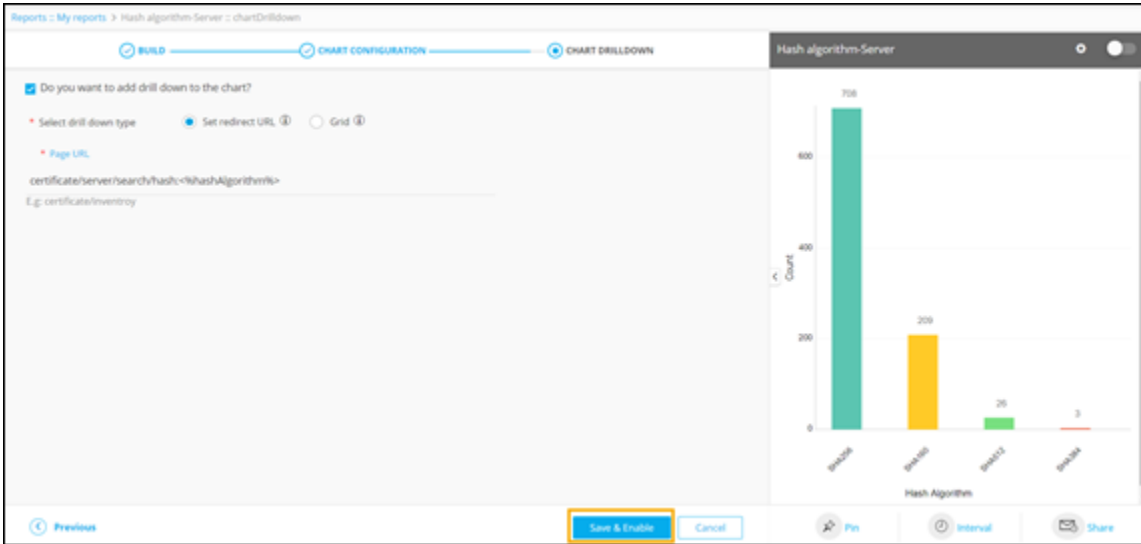 Reports :: My reports > Hash algorithm-Server :: chartDrilldown
BUILD CHART CONFIGURATION CHART DRILLDOWN
Do you want to add drill down to the chart?
* Select drill down type Set redirect URL Grid
* Page URL
certificate/server/search/hash:<%hashAlgorithm%>
E.g: certificate/inventroy
Previous
Save & Enable Cancel
Hash algorithm-Server
708
600
400
Count
209
200
26
3
0
SHA256 SHA160 SHA512 SHA384
Hash Algorithm
Pin Interval Share